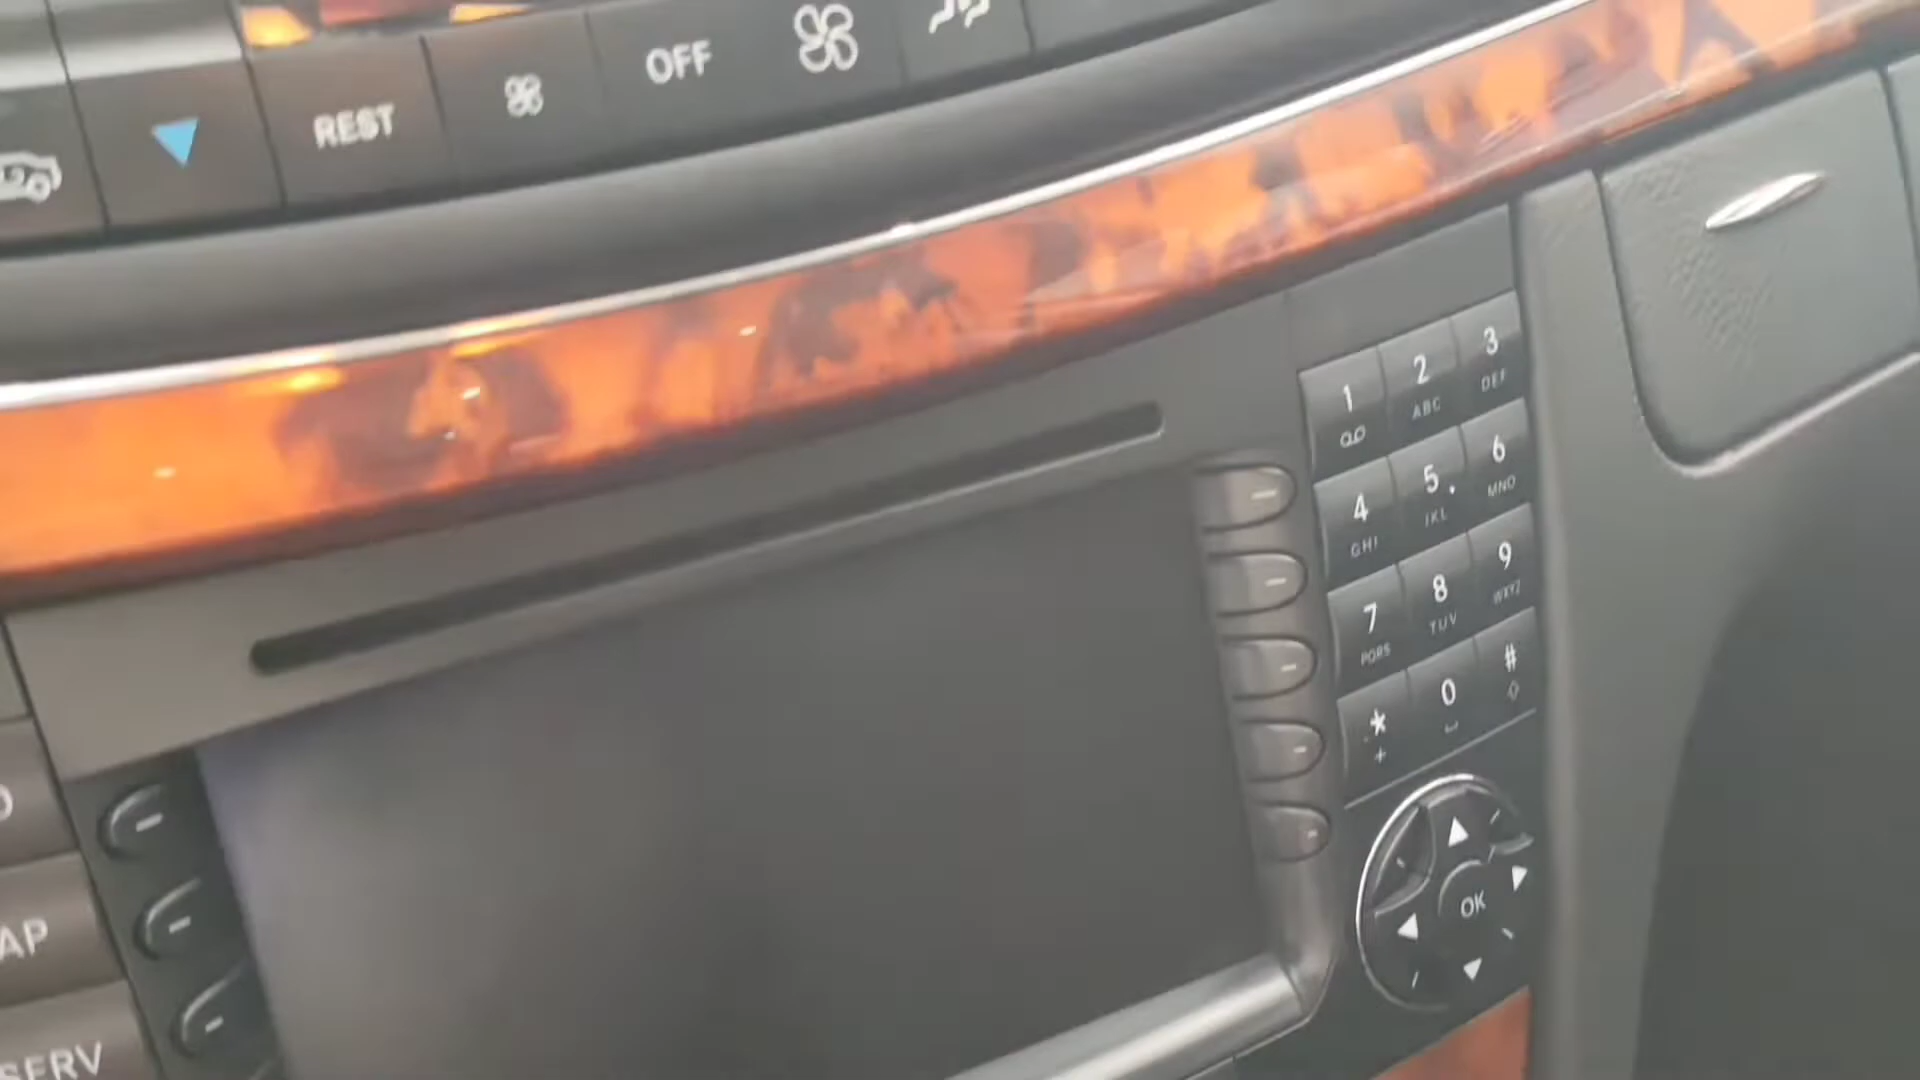 REST
OFF
1
2 ABC
3 DEF
4 GHI
5 JKL
6 MNO
7 PQRS
8 TUV
9 WXYZ
* +
0
#
OK
AP
SERV